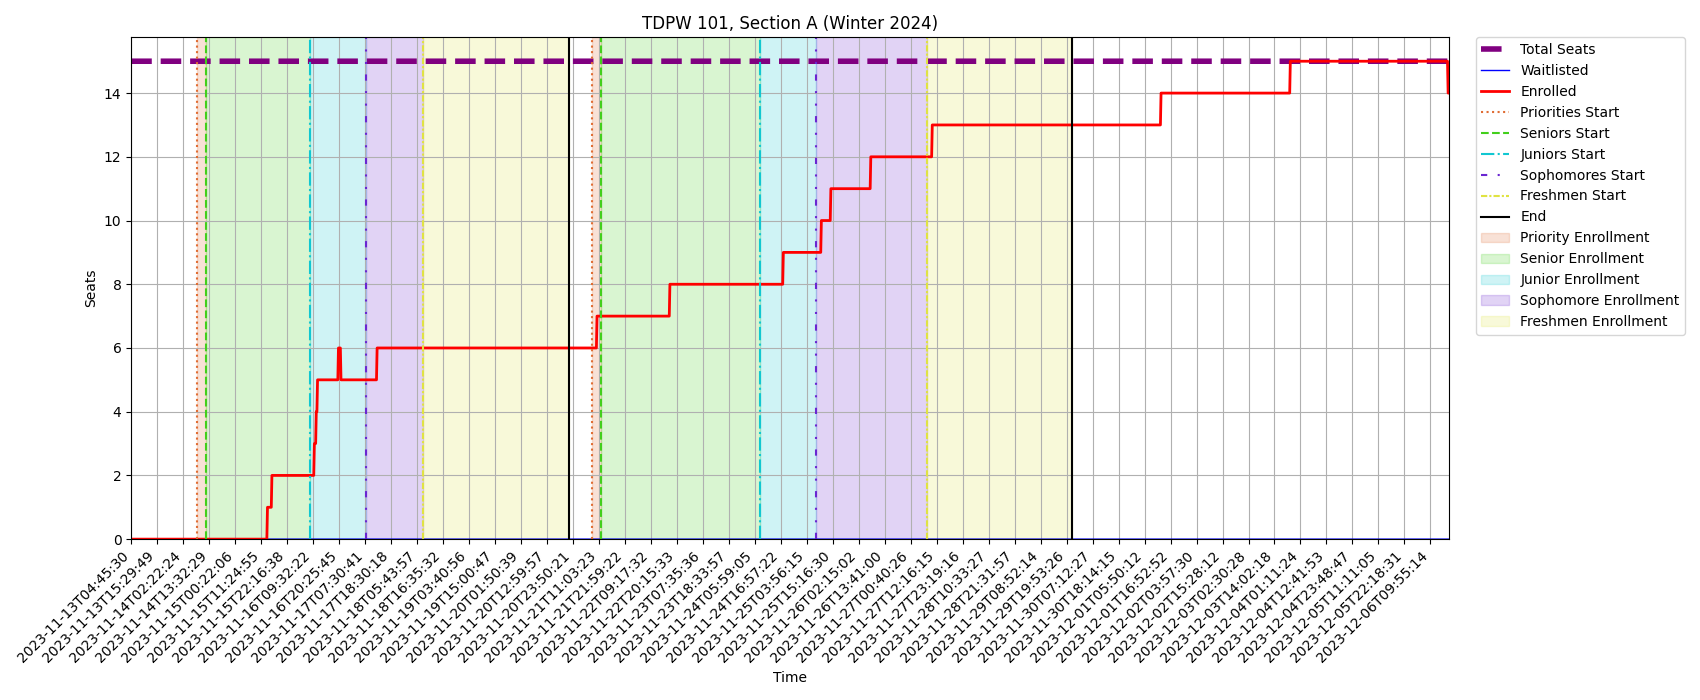 TDPW 101, Section A (Winter 2024)
Seats
14
12
10
8
6
4
2
0
2023-11-13T04:45:30
2023-11-13T15:29:49
2023-11-14T02:22:24
2023-11-14T13:32:29
2023-11-15T00:22:06
2023-11-15T11:24:55
2023-11-15T22:16:38
2023-11-16T09:32:22
2023-11-16T20:25:45
2023-11-17T07:30:41
2023-11-17T18:30:18
2023-11-18T05:43:57
2023-11-18T16:35:32
2023-11-19T03:40:56
2023-11-19T15:00:47
2023-11-20T01:50:39
2023-11-20T12:59:57
2023-11-20T23:50:21
2023-11-21T11:03:23
2023-11-21T21:59:22
2023-11-22T09:17:32
2023-11-22T20:15:33
2023-11-23T07:35:36
2023-11-23T18:33:57
2023-11-24T05:59:05
2023-11-24T16:57:22
2023-11-25T03:56:15
2023-11-25T15:16:30
2023-11-26T02:15:02
2023-11-26T13:41:00
2023-11-27T00:40:26
2023-11-27T12:16:15
2023-11-27T23:19:16
2023-11-28T10:33:27
2023-11-28T21:31:57
2023-11-29T08:52:14
2023-11-29T19:53:26
2023-11-30T07:12:27
2023-11-30T18:14:15
2023-12-01T05:50:12
2023-12-01T16:52:52
2023-12-02T03:57:30
2023-12-02T15:28:12
2023-12-03T02:30:28
2023-12-03T14:02:18
2023-12-04T01:11:24
2023-12-04T12:41:53
2023-12-04T23:48:47
2023-12-05T11:11:05
2023-12-05T22:18:31
2023-12-06T09:55:14
Time
Total Seats
Waitlisted
Enrolled
Priorities Start
Seniors Start
Juniors Start
Sophomores Start
Freshmen Start
End
Priority Enrollment
Senior Enrollment
Junior Enrollment
Sophomore Enrollment
Freshmen Enrollment